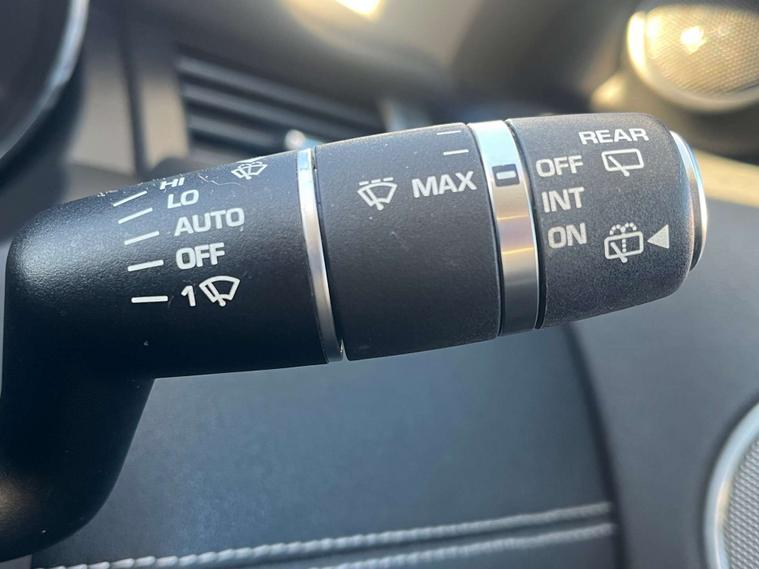 HI
LO
AUTO
OFF
1
MAX
REAR
OFF
INT
ON